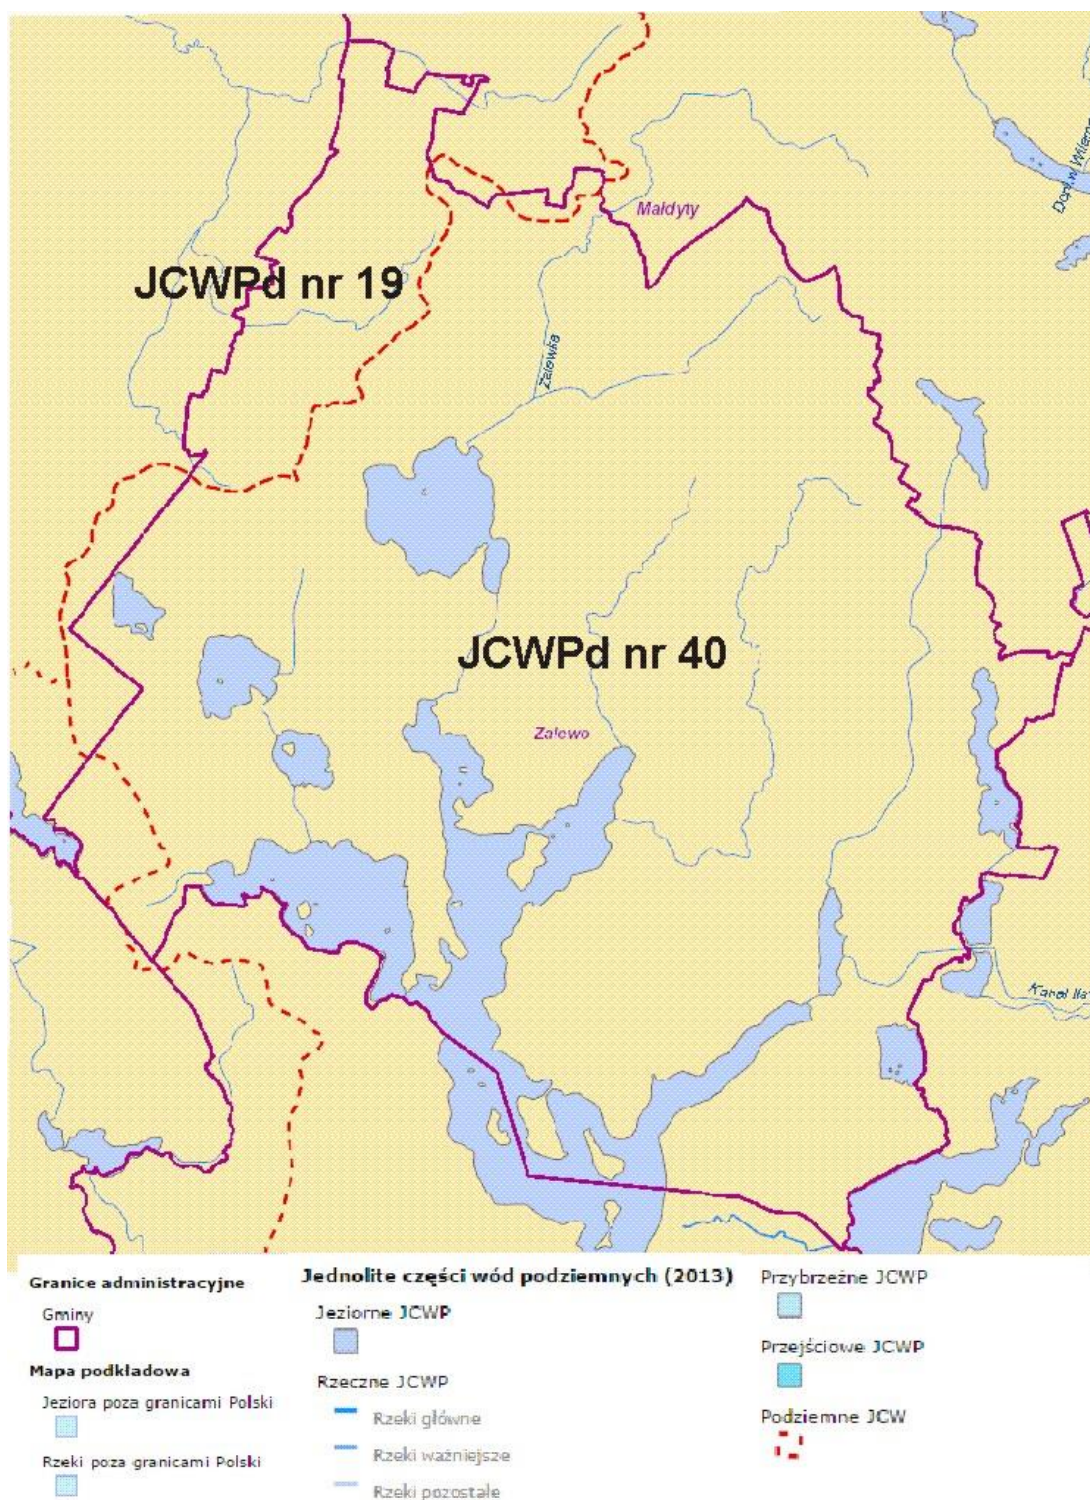 Małdyty
Dopł.w
JCWPd nr 19
Zalewka
JCWPd nr 40
Zalewo
Kanał
Granice administracyjne
Gminy
Mapa podkładowa
Jeziora poza granicami Polski
Rzeki poza granicami Polski
Jednolite części wód podziemnych (2013)
Jeziorne JCWP
Rzeczne JCWP
Rzeki główne
Rzeki ważniejsze
Rzeki pozostałe
Przybrzeżne JCWP
Przejściowe JCWP
Podziemne JCW